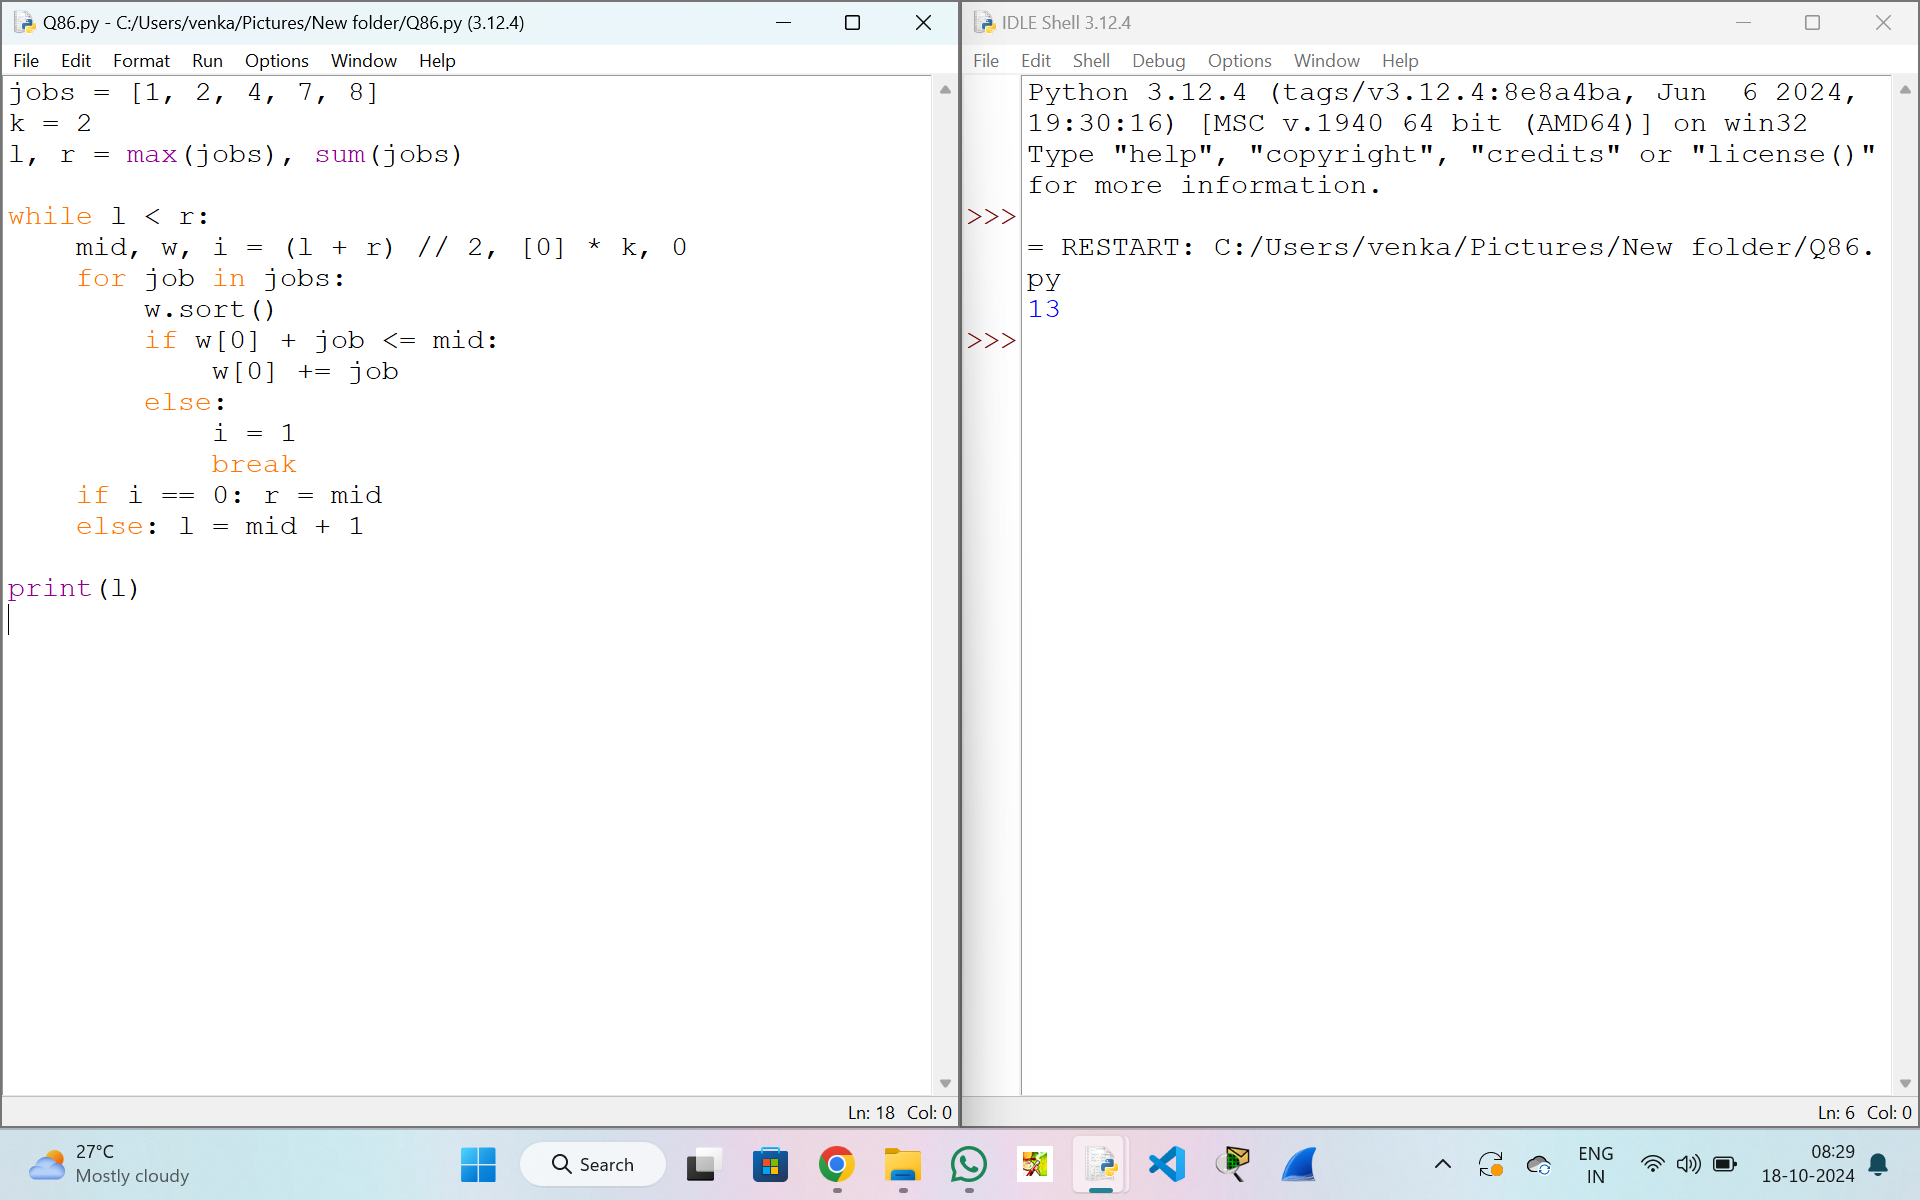 Q86.py - C:/Users/venka/Pictures/New folder/Q86.py (3.12.4)
File Edit Format Run Options Window Help
jobs = [1, 2, 4, 7, 8]
k = 2
l, r = max(jobs), sum(jobs)

while l < r:
    mid, w, i = (l + r) // 2, [0] * k, 0
    for job in jobs:
        w.sort()
        if w[0] + job <= mid:
            w[0] += job
        else:
            i = 1
            break
    if i == 0: r = mid
    else: l = mid + 1

print(l)
Ln: 18 Col: 0
IDLE Shell 3.12.4
File Edit Shell Debug Options Window Help
Python 3.12.4 (tags/v3.12.4:8e8a4ba, Jun  6 2024,
19:30:16) [MSC v.1940 64 bit (AMD64)] on win32
Type "help", "copyright", "credits" or "license()"
for more information.
>>>
= RESTART: C:/Users/venka/Pictures/New folder/Q86.
py
13
>>>
Ln: 6 Col: 0
27°C
Mostly cloudy
Search
ENG
IN
08:29
18-10-2024